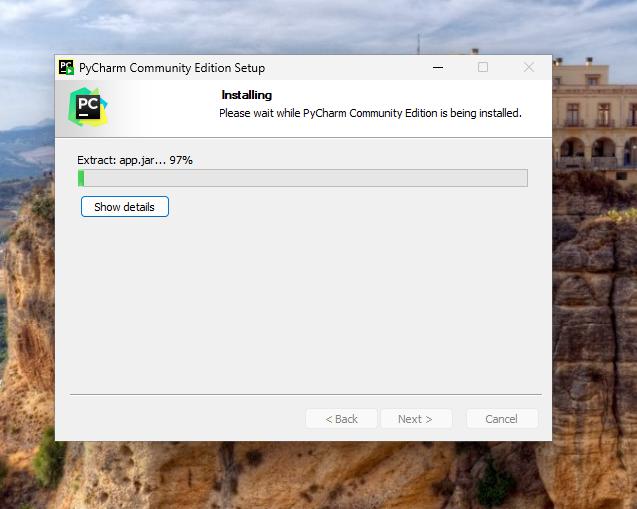 PC PyCharm Community Edition Setup
PC
Installing
Please wait while PyCharm Community Edition is being installed.
Extract: app.jar... 97%
Show details
< Back Next > Cancel